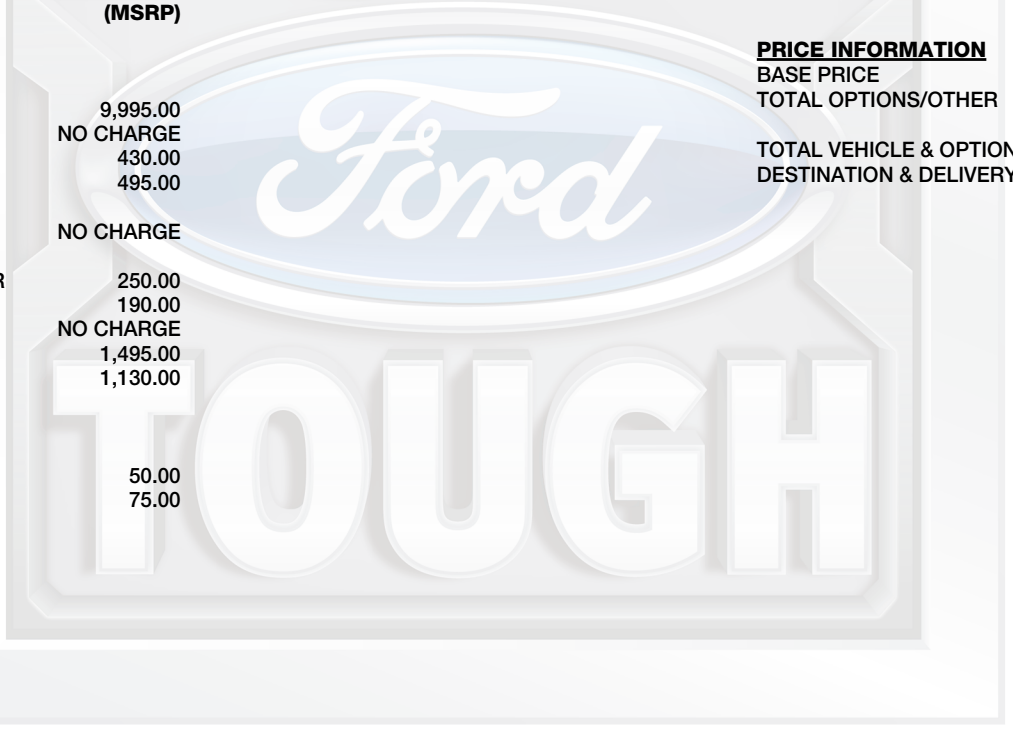 (MSRP)
9,995.00
NO CHARGE
430.00
495.00
NO CHARGE
250.00
190.00
NO CHARGE
1,495.00
1,130.00
50.00
75.00
PRICE INFORMATION
BASE PRICE
TOTAL OPTIONS/OTHER
TOTAL VEHICLE & OPTION
DESTINATION & DELIVERY
Ford
TOUGH